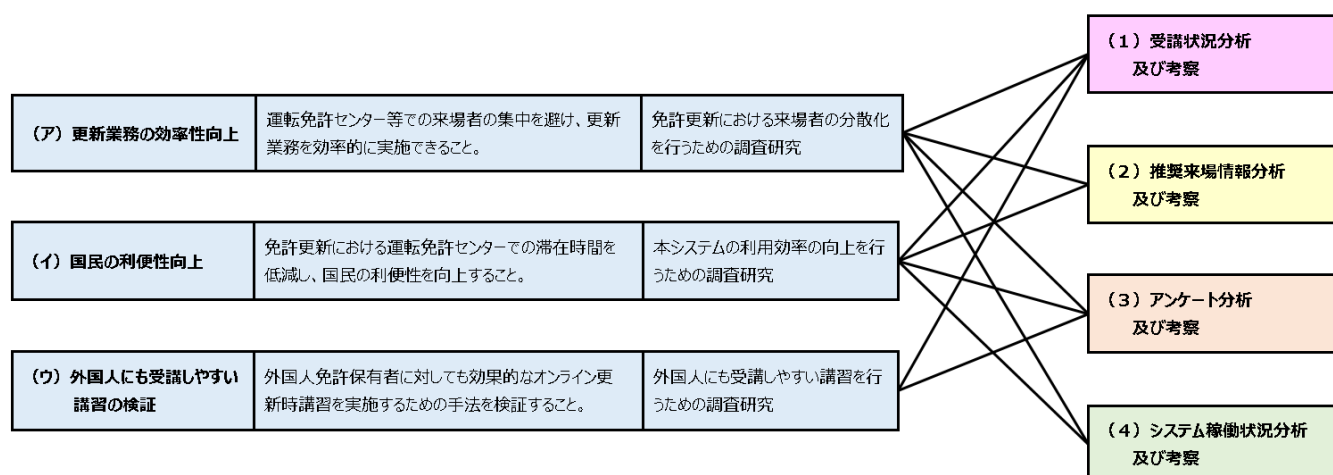 （ア）更新業務の効率性向上
運転免許センター等での来場者の集中を避け、更新
業務を効率的に実施できること。
免許更新における来場者の分散化
を行うための調査研究
（イ）国民の利便性向上
免許更新における運転免許センターでの滞在時間を
低減し、国民の利便性を向上すること。
本システムの利用効率の向上を行
うための調査研究
（ウ）外国人にも受講しやすい
講習の検証
外国人免許保有者に対しても効果的なオンライン更
新時講習を実施するための手法を検証すること。
外国人にも受講しやすい講習を行
うための調査研究
（１）受講状況分析
及び考察
（２）推奨来場情報分析
及び考察
（３）アンケート分析
及び考察
（４）システム稼働状況分析
及び考察